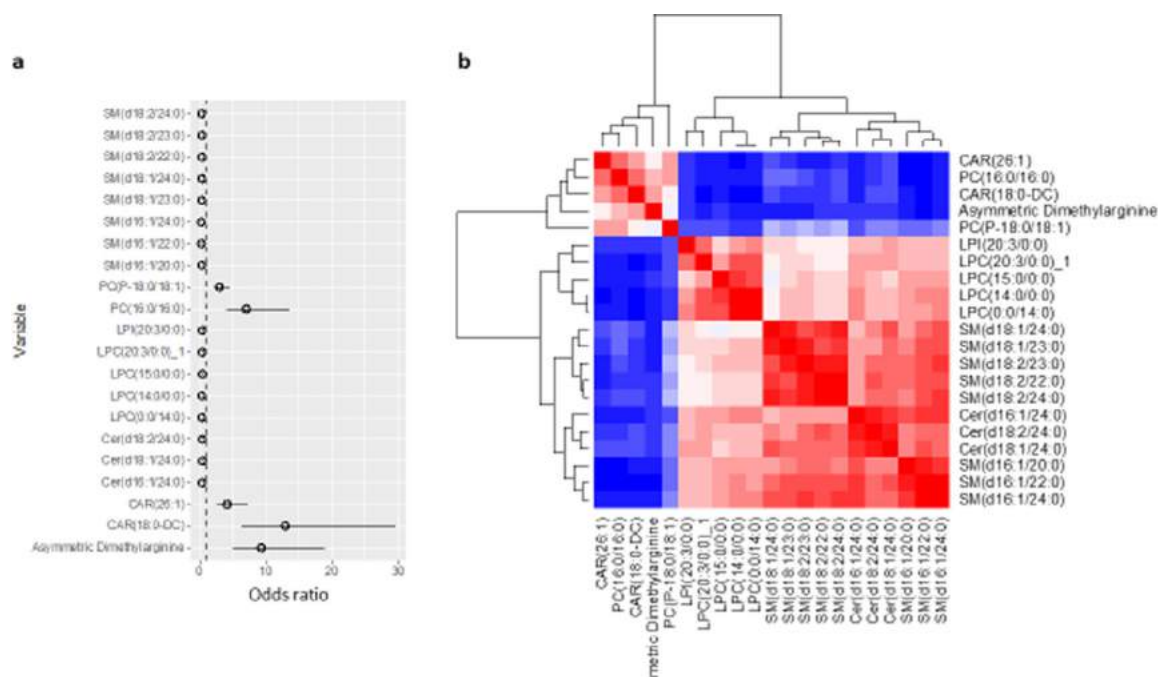 a
Variable
SM(d18:2/24:0)
SM(d18:2/23:0)
SM(d18:2/22:0)
SM(d18:1/24:0)
SM(d18:1/23:0)
SM(d16:1/24:0)
SM(d16:1/22:0)
SM(d16:1/20:0)
PC(P-18:0/18:1)
PC(16:0/16:0)
LPI(20:3/0:0)
LPC(20:3/0:0)_1
LPC(15:0/0:0)
LPC(14:0/0:0)
LPC(0:0/14:0)
Cer(d18:2/24:0)
Cer(d18:1/24:0)
Cer(d16:1/24:0)
CAR(26:1)
CAR(18:0-DC)
Asymmetric Dimethylarginine
0
10
20
30
Odds ratio
b
CAR(26:1)
PC(16:0/16:0)
CAR(18:0-DC)
Asymmetric Dimethylarginine
PC(P-18:0/18:1)
LPI(20:3/0:0)
LPC(20:3/0:0)_1
LPC(15:0/0:0)
LPC(14:0/0:0)
LPC(0:0/14:0)
SM(d18:1/24:0)
SM(d18:1/23:0)
SM(d18:2/23:0)
SM(d18:2/22:0)
SM(d18:2/24:0)
Cer(d16:1/24:0)
Cer(d18:2/24:0)
Cer(d18:1/24:0)
SM(d16:1/20:0)
SM(d16:1/22:0)
SM(d16:1/24:0)
CAR(26:1)
PC(16:0/16:0)
CAR(18:0-DC)
metric Dimethylarginine
PC(P-18:0/18:1)
LPI(20:3/0:0)
LPC(20:3/0:0)_1
LPC(15:0/0:0)
LPC(14:0/0:0)
LPC(0:0/14:0)
SM(d18:1/24:0)
SM(d18:1/23:0)
SM(d18:2/23:0)
SM(d18:2/22:0)
SM(d18:2/24:0)
Cer(d16:1/24:0)
Cer(d18:2/24:0)
Cer(d18:1/24:0)
SM(d16:1/20:0)
SM(d16:1/22:0)
SM(d16:1/24:0)